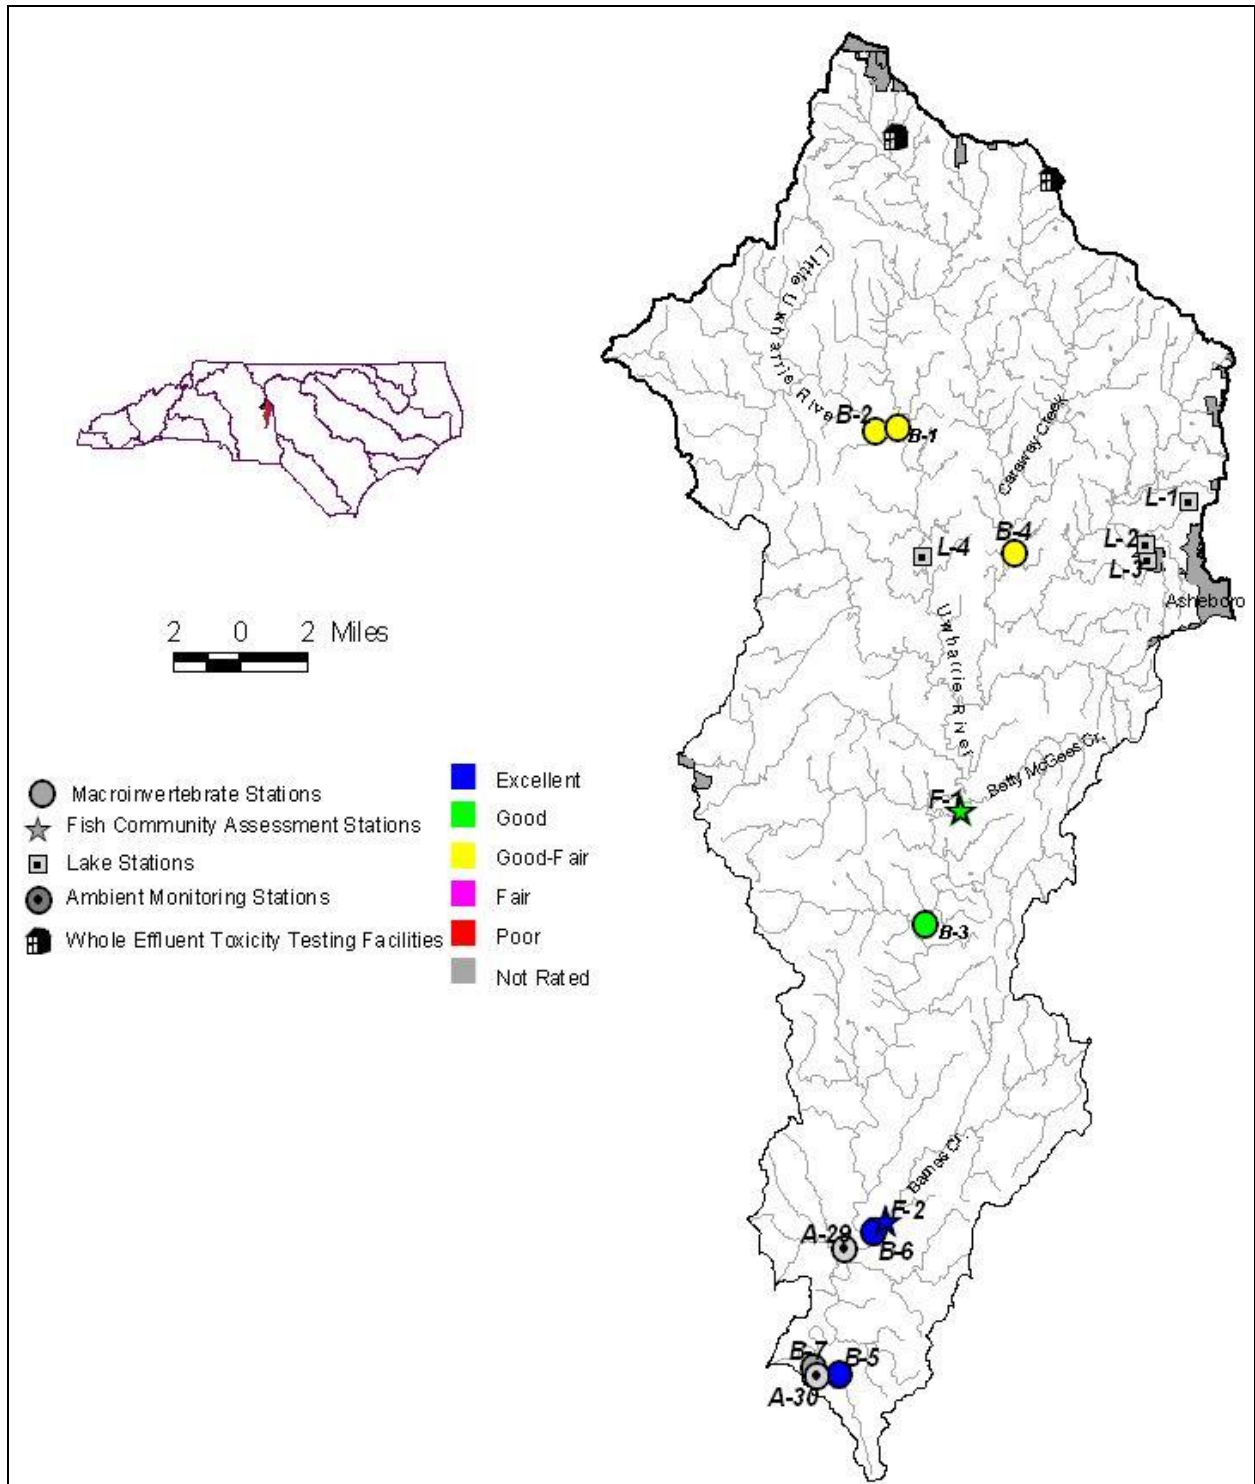 Little Uwharrie River
B-2
B-1
Caraway Creek
L-1
B-4
L-2
L-4
L-3
Asheboro
2 0 2 Miles
Uwharrie River
Betty McGees Cr.
F-1
Macroinvertebrate Stations
Fish Community Assessment Stations
Lake Stations
Ambient Monitoring Stations
Whole Effluent Toxicity Testing Facilities
Excellent
Good
Good-Fair
Fair
Poor
Not Rated
B-3
Barnes Cr.
F-2
A-29
B-6
B-7
B-5
A-30